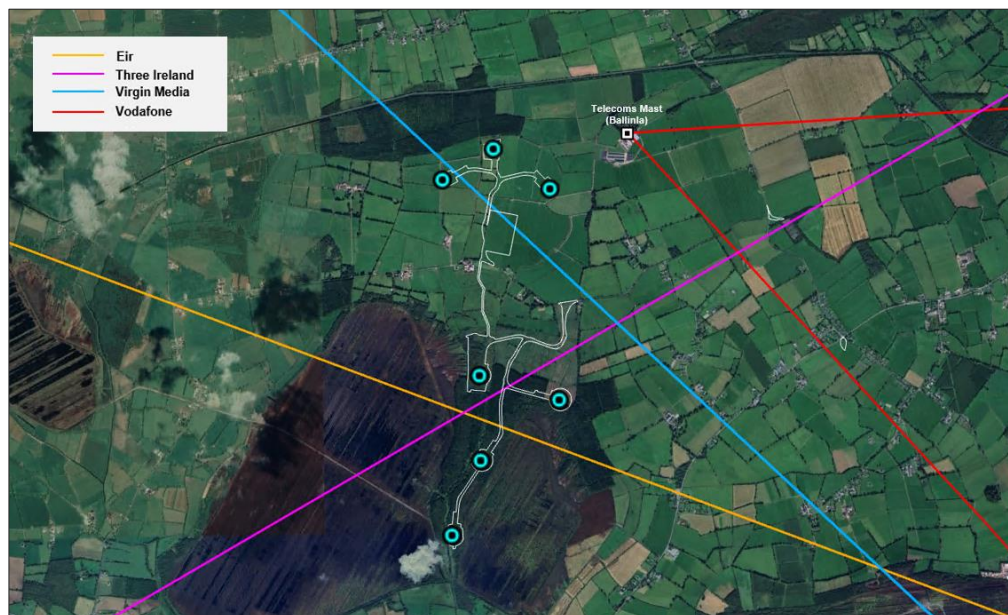 Eir
Three Ireland
Virgin Media
Vodafone
Telecoms Mast
(Ballinla)